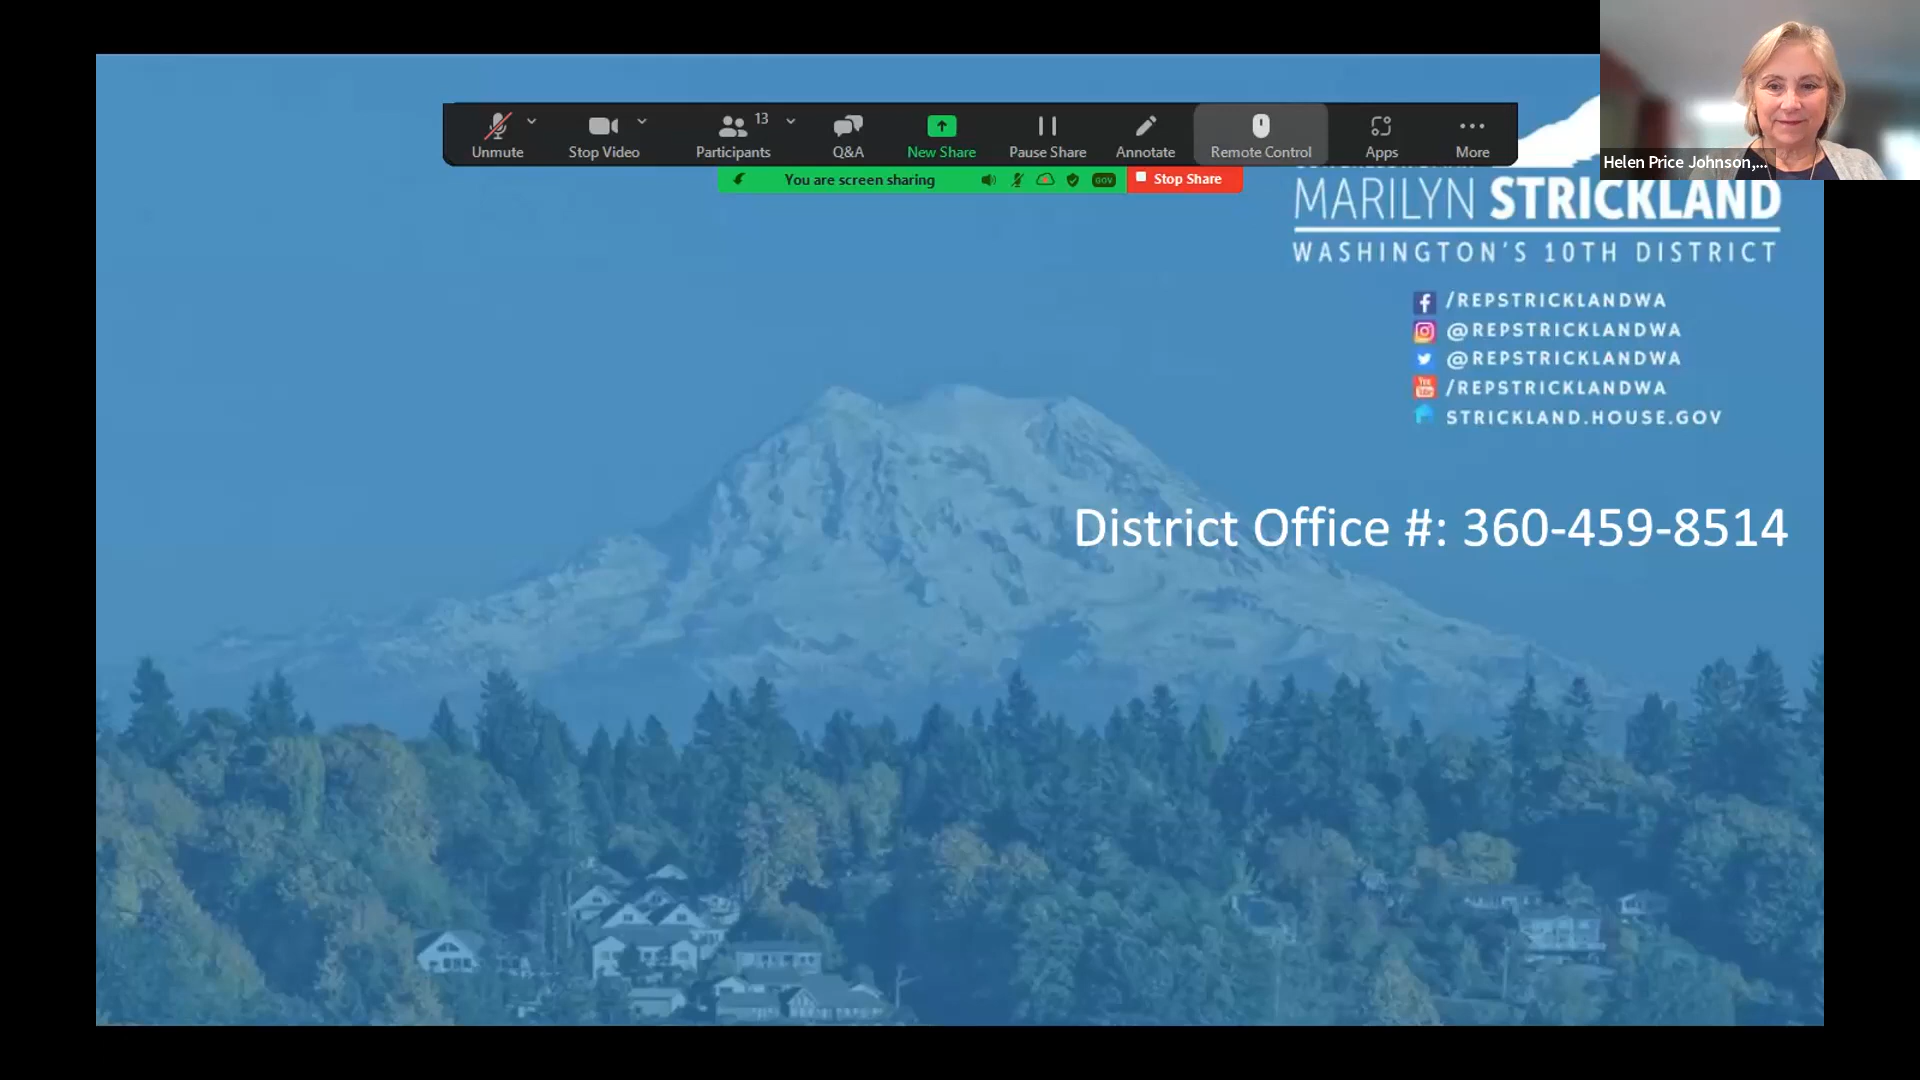 13
Unmute
Stop Video
Participants
Q&A
New Share
Pause Share
Annotate
Remote Control
Apps
More
You are screen sharing
GOV
Stop Share
Helen Price Johnson,...
MARILYN STRICKLAND
WASHINGTON'S 10TH DISTRICT
/REPSTRICKLANDWA
@REPSTRICKLANDWA
@REPSTRICKLANDWA
/REPSTRICKLANDWA
STRICKLAND.HOUSE.GOV
District Office #: 360-459-8514